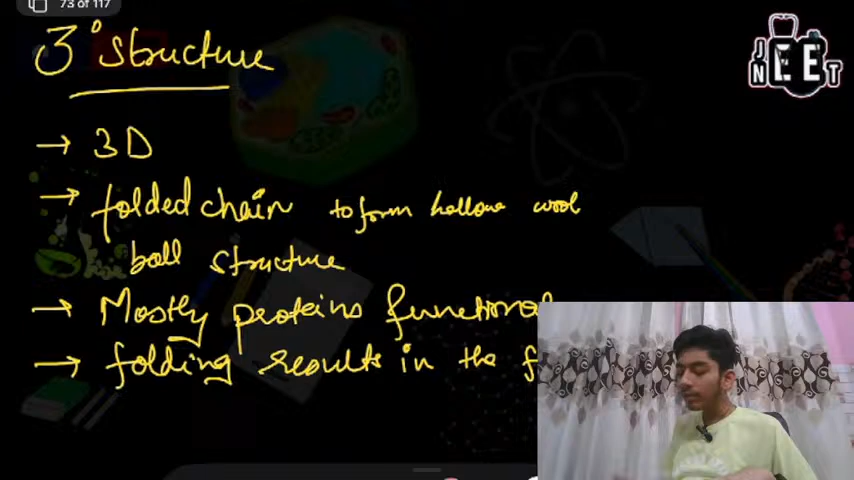 73 of 117
3° structure
JNEET
→ 3D
→ folded chain to form hollow wool
ball structure
→ Mostly proteins functional
→ folding results in the f